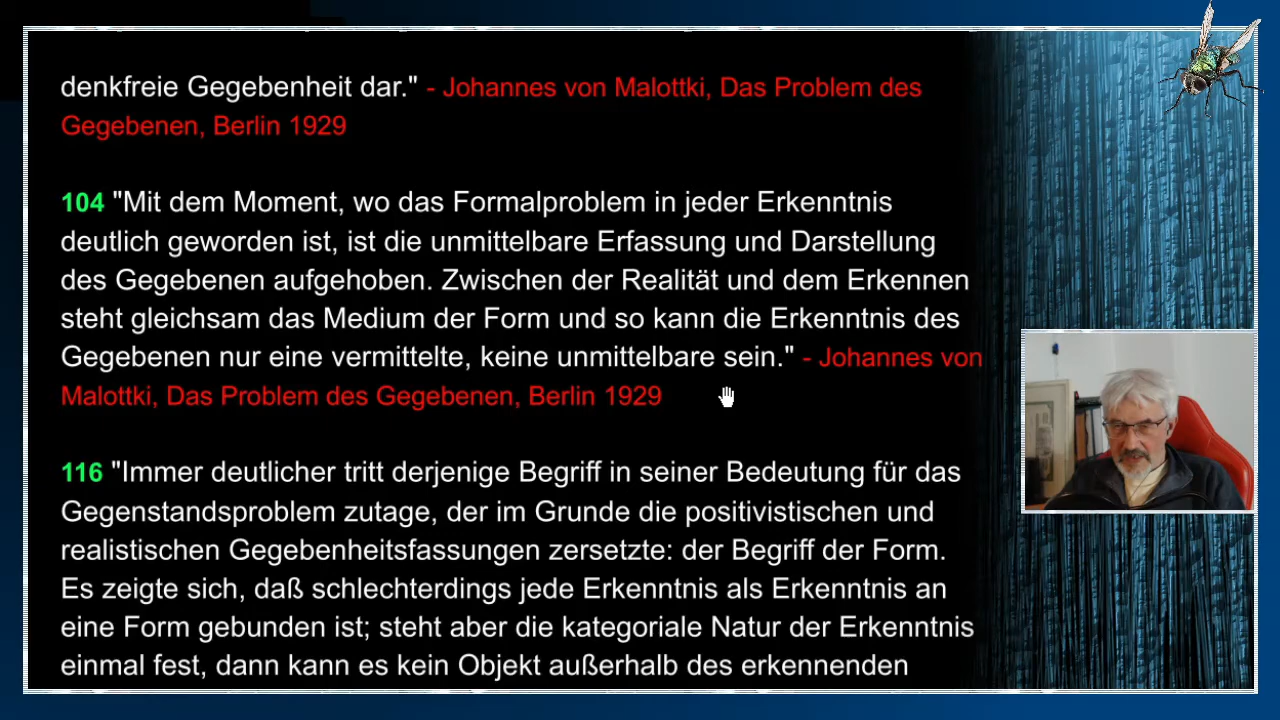 denkfreie Gegebenheit dar." - Johannes von Malottki, Das Problem des
Gegebenen, Berlin 1929
104 "Mit dem Moment, wo das Formalproblem in jeder Erkenntnis
deutlich geworden ist, ist die unmittelbare Erfassung und Darstellung
des Gegebenen aufgehoben. Zwischen der Realität und dem Erkennen
steht gleichsam das Medium der Form und so kann die Erkenntnis des
Gegebenen nur eine vermittelte, keine unmittelbare sein." - Johannes von
Malottki, Das Problem des Gegebenen, Berlin 1929
116 "Immer deutlicher tritt derjenige Begriff in seiner Bedeutung für das
Gegenstandsproblem zutage, der im Grunde die positivistischen und
realistischen Gegebenheitsfassungen zersetzte: der Begriff der Form.
Es zeigte sich, daß schlechterdings jede Erkenntnis als Erkenntnis an
eine Form gebunden ist; steht aber die kategoriale Natur der Erkenntnis
einmal fest, dann kann es kein Objekt außerhalb des erkennenden